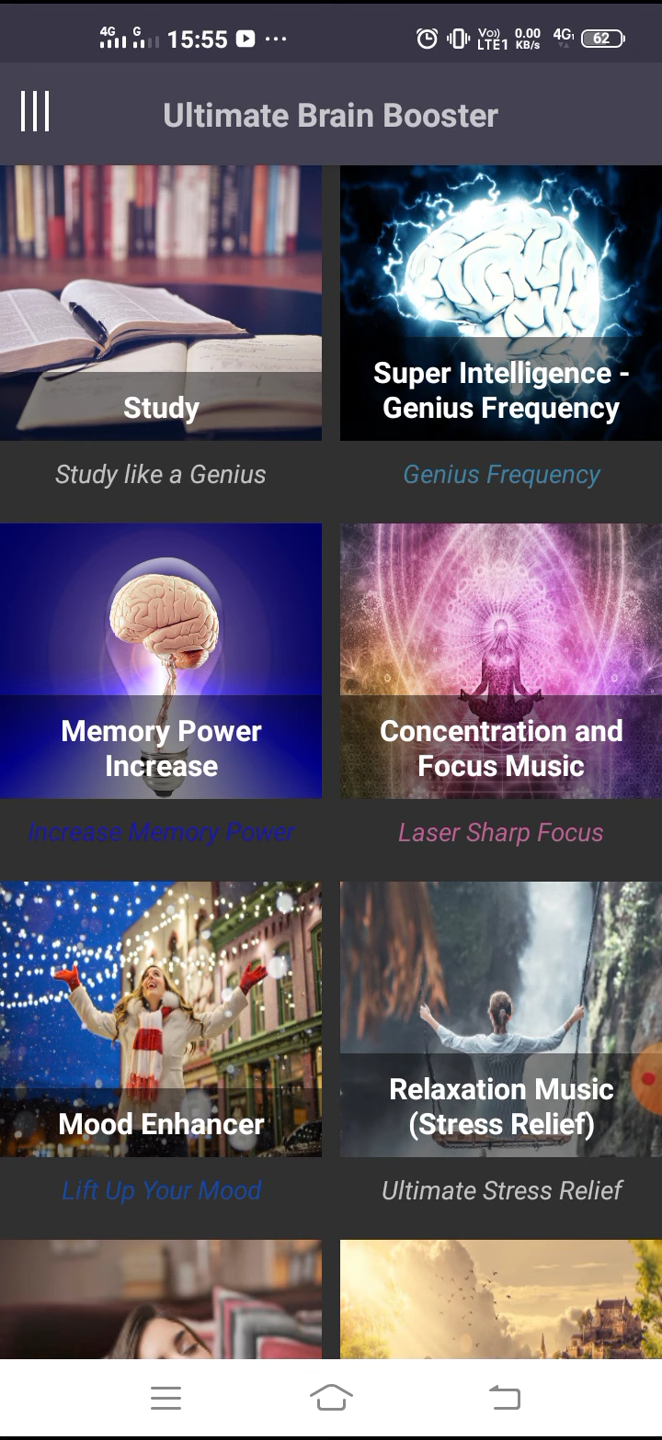 4G G 15:55 ... Vo)) LTE1 0.00 KB/s 4G 62
Ultimate Brain Booster
Study
Super Intelligence -
Genius Frequency
Study like a Genius
Genius Frequency
Memory Power
Increase
Concentration and
Focus Music
Increase Memory Power
Laser Sharp Focus
Mood Enhancer
Relaxation Music
(Stress Relief)
Lift Up Your Mood
Ultimate Stress Relief